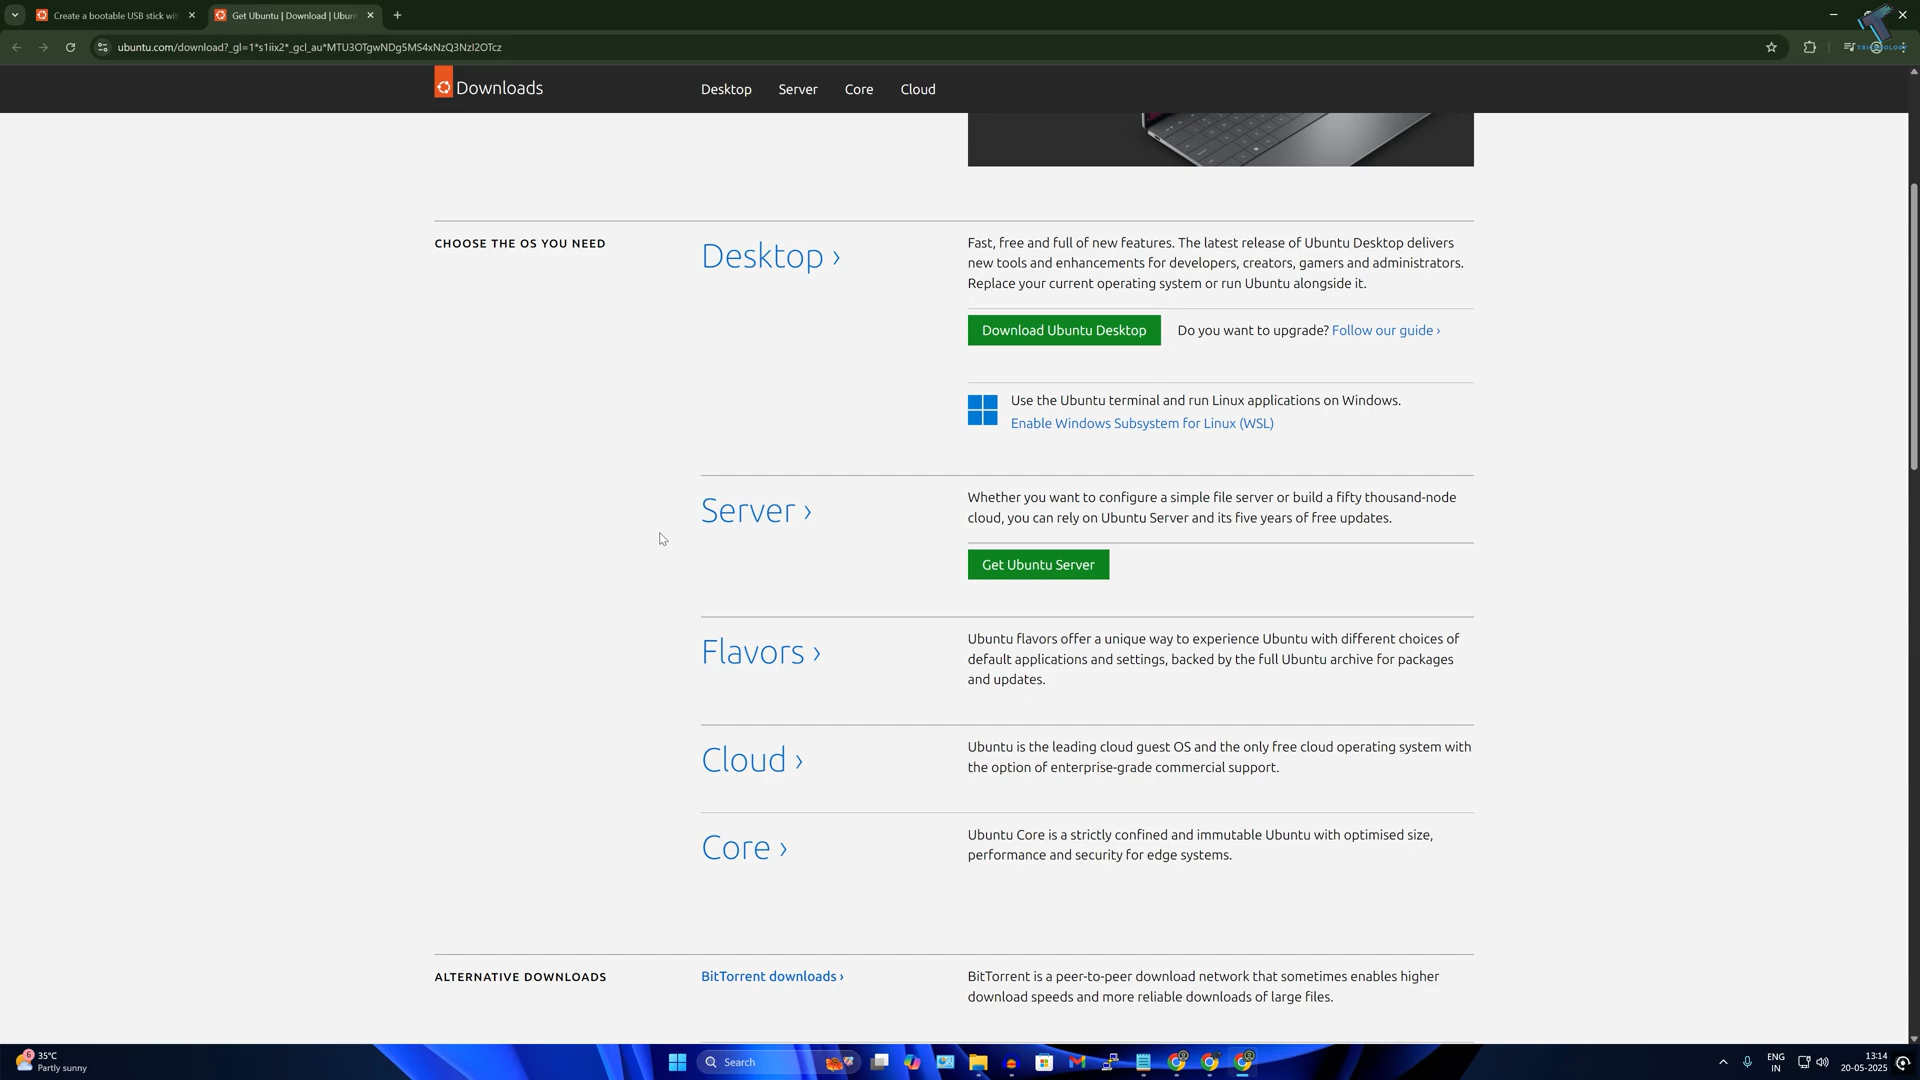 Create a bootable USB stick wit
Get Ubuntu | Download | Ubun
ubuntu.com/download?_gl=1*s1iix2*_gcl_au*MTU3OTgwNDg5MS4xNzQ3NzI2OTcz
Downloads
Desktop
Server
Core
Cloud
CHOOSE THE OS YOU NEED
Desktop ›
Fast, free and full of new features. The latest release of Ubuntu Desktop delivers
new tools and enhancements for developers, creators, gamers and administrators.
Replace your current operating system or run Ubuntu alongside it.
Download Ubuntu Desktop
Do you want to upgrade? Follow our guide ›
Use the Ubuntu terminal and run Linux applications on Windows.
Enable Windows Subsystem for Linux (WSL)
Server ›
Whether you want to configure a simple file server or build a fifty thousand-node
cloud, you can rely on Ubuntu Server and its five years of free updates.
Get Ubuntu Server
Flavors ›
Ubuntu flavors offer a unique way to experience Ubuntu with different choices of
default applications and settings, backed by the full Ubuntu archive for packages
and updates.
Cloud ›
Ubuntu is the leading cloud guest OS and the only free cloud operating system with
the option of enterprise-grade commercial support.
Core ›
Ubuntu Core is a strictly confined and immutable Ubuntu with optimised size,
performance and security for edge systems.
ALTERNATIVE DOWNLOADS
BitTorrent downloads ›
BitTorrent is a peer-to-peer download network that sometimes enables higher
download speeds and more reliable downloads of large files.
6
35°C
Partly sunny
Search
ENG
IN
13:14
20-05-2025